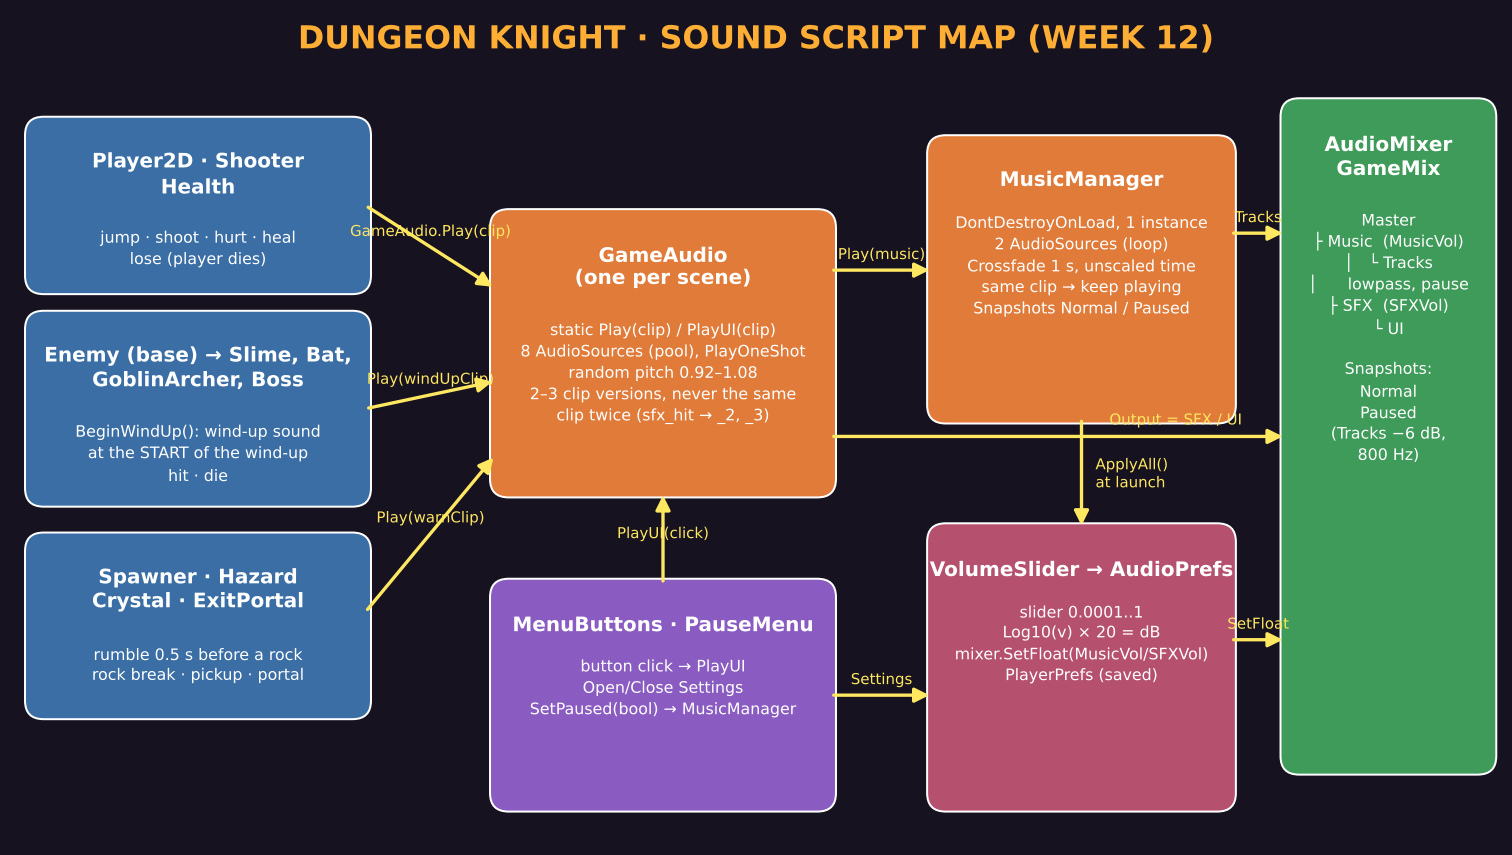 DUNGEON KNIGHT · SOUND SCRIPT MAP (WEEK 12)
Player2D · Shooter
Health
jump · shoot · hurt · heal
lose (player dies)
GameAudio.Play(clip)
Enemy (base) → Slime, Bat,
GoblinArcher, Boss
BeginWindUp(): wind-up sound
at the START of the wind-up
hit · die
Play(windUpClip)
Spawner · Hazard
Crystal · ExitPortal
rumble 0.5 s before a rock
rock break · pickup · portal
Play(warnClip)
GameAudio
(one per scene)
static Play(clip) / PlayUI(clip)
8 AudioSources (pool), PlayOneShot
random pitch 0.92–1.08
2–3 clip versions, never the same
clip twice (sfx_hit → _2, _3)
PlayUI(click)
MenuButtons · PauseMenu
button click → PlayUI
Open/Close Settings
SetPaused(bool) → MusicManager
Play(music)
Settings
MusicManager
DontDestroyOnLoad, 1 instance
2 AudioSources (loop)
Crossfade 1 s, unscaled time
same clip → keep playing
Snapshots Normal / Paused
Tracks
Output = SFX / UI
ApplyAll()
at launch
VolumeSlider → AudioPrefs
slider 0.0001..1
Log10(v) × 20 = dB
mixer.SetFloat(MusicVol/SFXVol)
PlayerPrefs (saved)
SetFloat
AudioMixer
GameMix
Master
├ Music  (MusicVol)
│   └ Tracks
│       lowpass, pause
├ SFX  (SFXVol)
└ UI
Snapshots:
Normal
Paused
(Tracks −6 dB,
800 Hz)